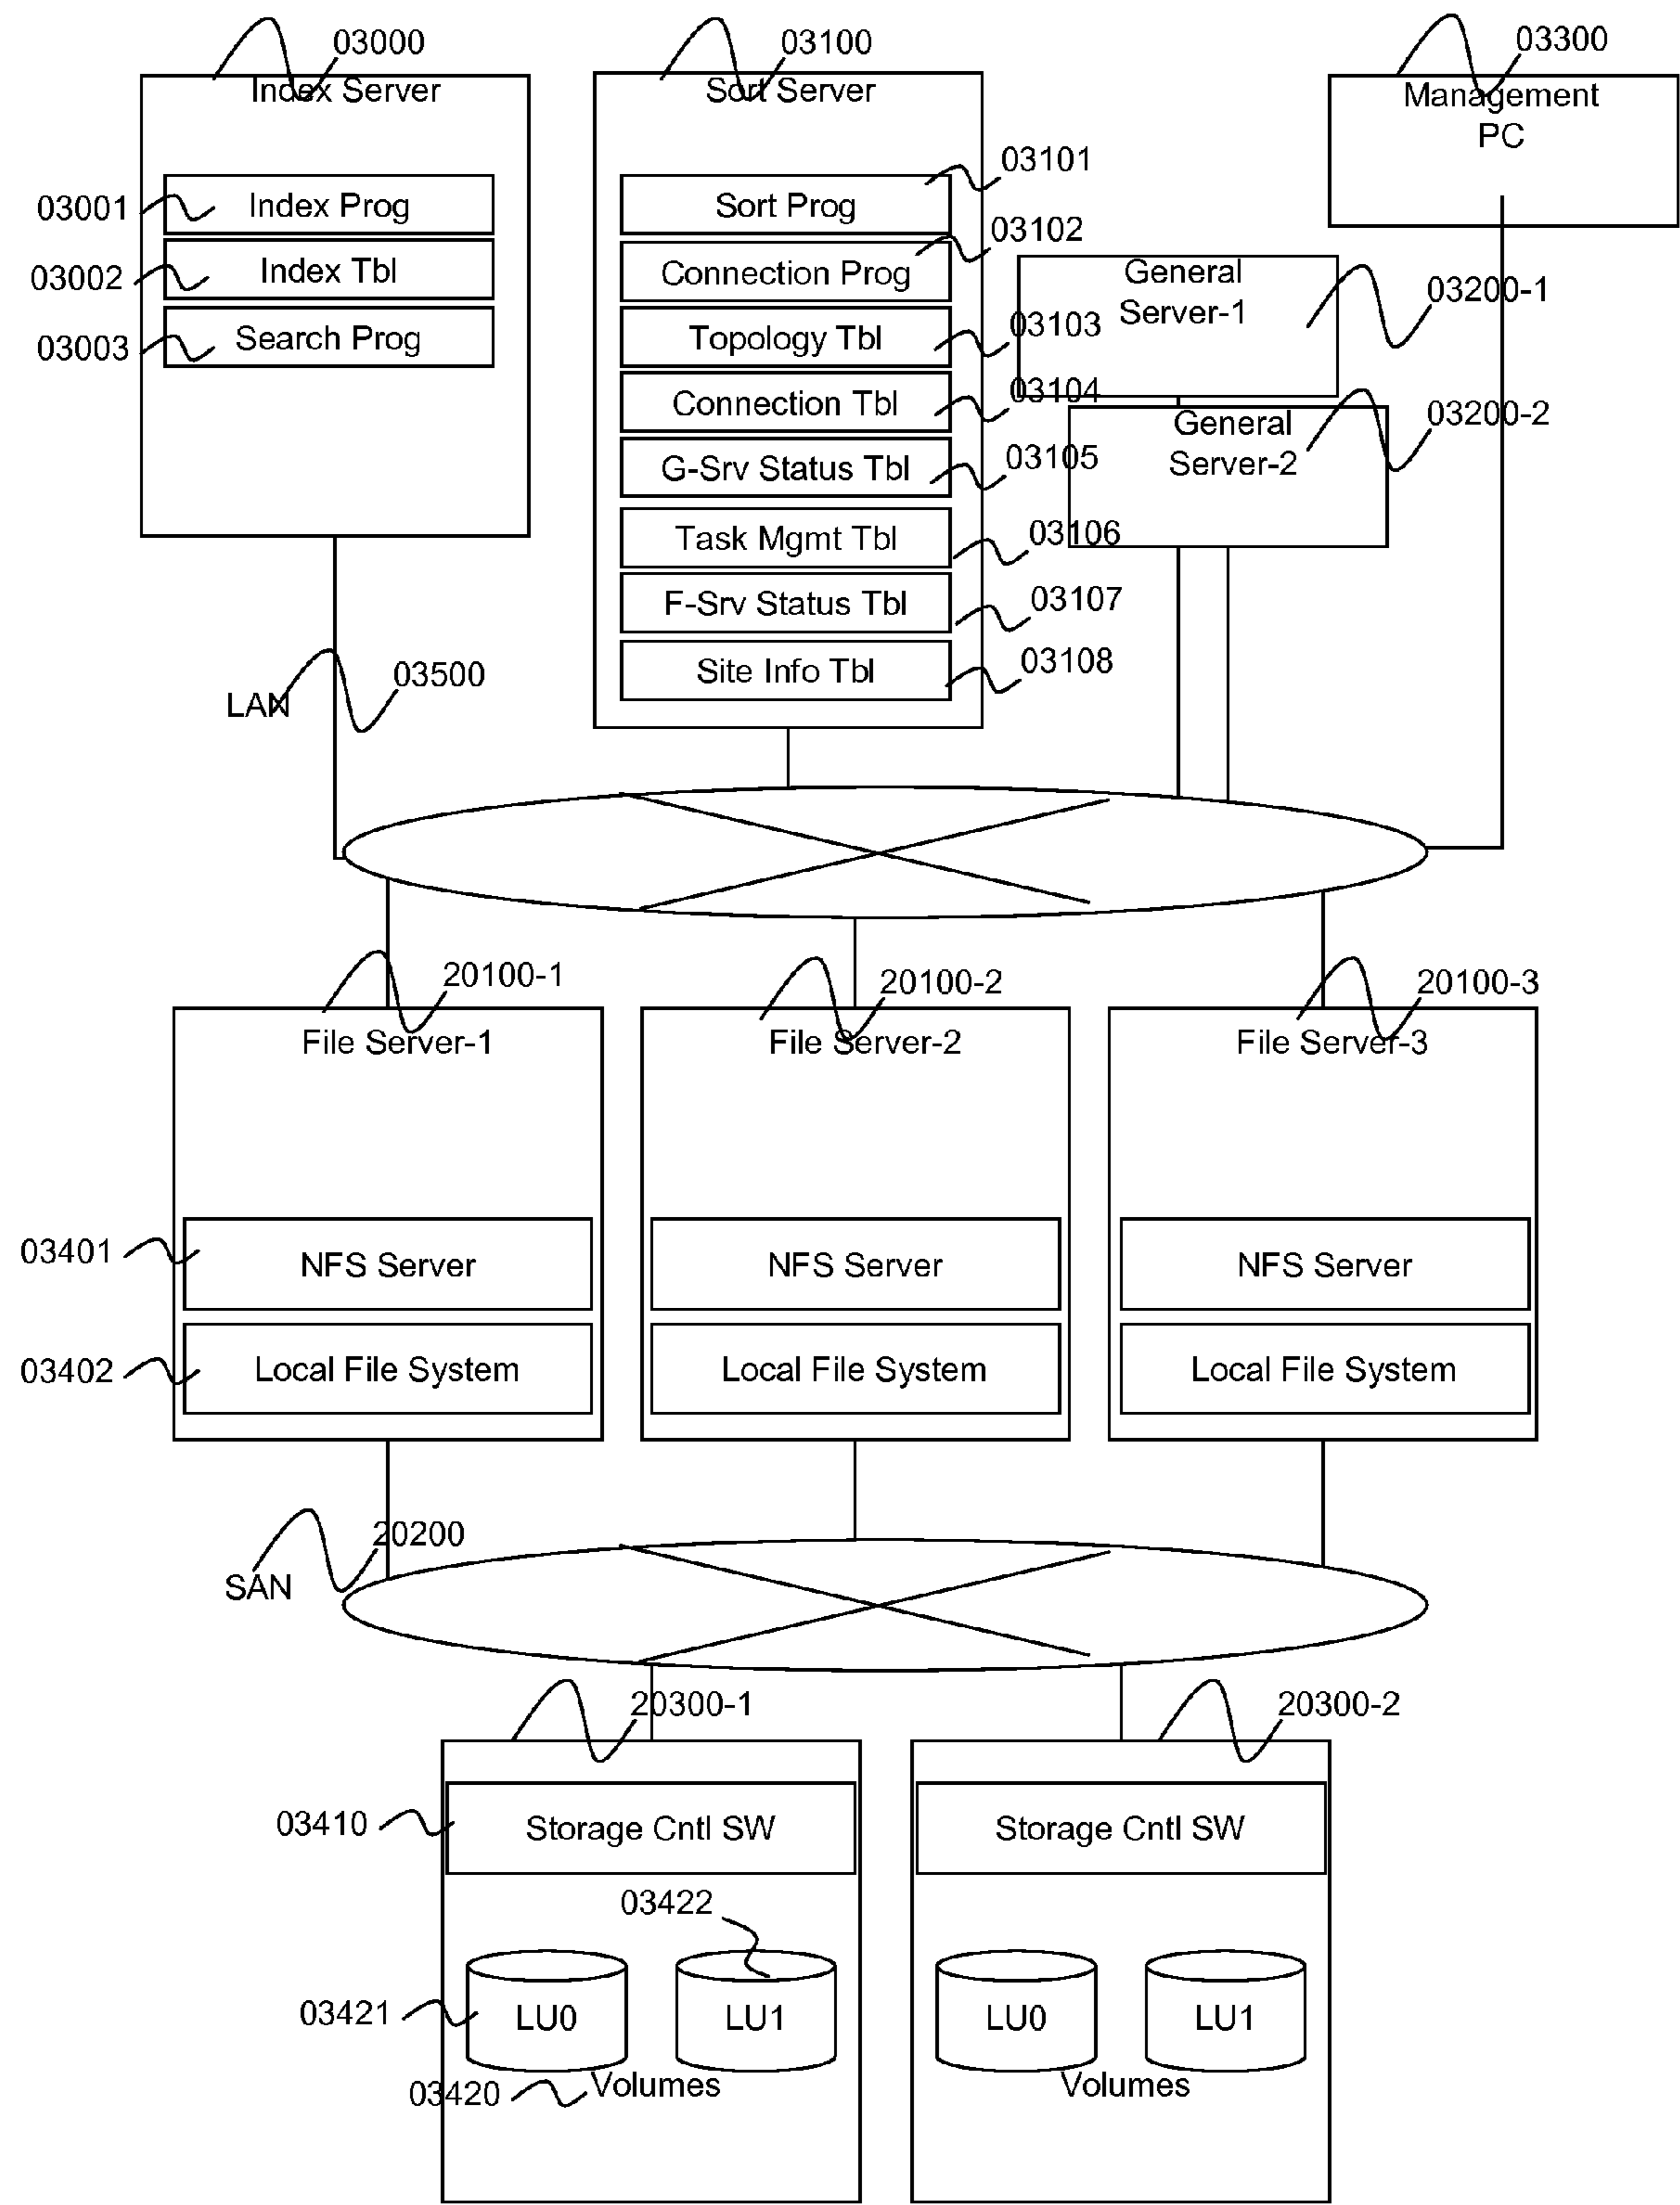 03000
Index Server
03001
Index Prog
03002
Index Tbl
03003
Search Prog
03100
Sort Server
03101
Sort Prog
03102
Connection Prog
03103
Topology Tbl
03104
Connection Tbl
03105
G-Srv Status Tbl
03106
Task Mgmt Tbl
03107
F-Srv Status Tbl
03108
Site Info Tbl
03300
Management
PC
General
Server-1
03200-1
General
Server-2
03200-2
LAN
03500
20100-1
File Server-1
20100-2
File Server-2
20100-3
File Server-3
03401
NFS Server
NFS Server
NFS Server
03402
Local File System
Local File System
Local File System
SAN
20200
20300-1
20300-2
03410
Storage Cntl SW
Storage Cntl SW
03422
03421
LU0
LU1
LU0
LU1
03420
Volumes
Volumes